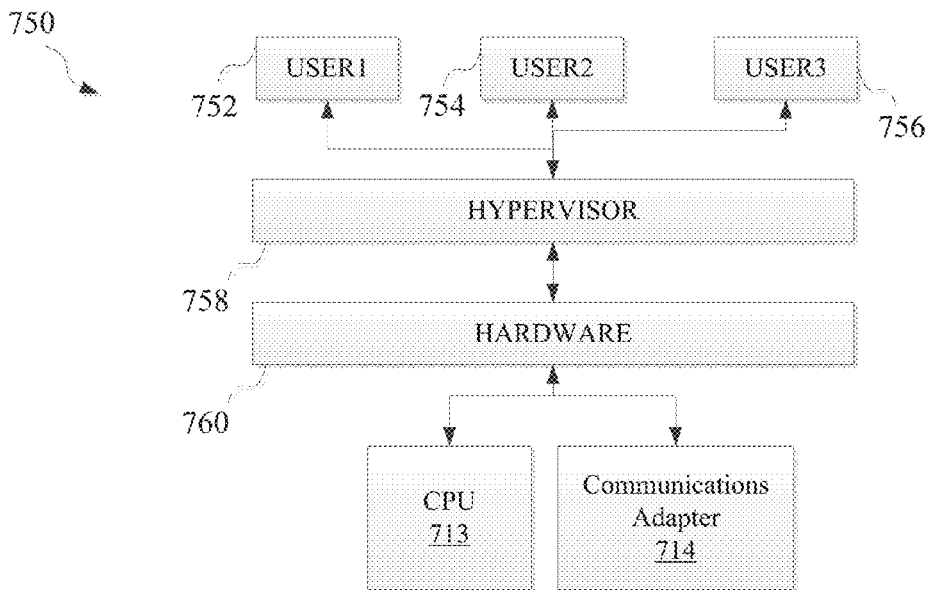 750
USER1
USER2
USER3
752
754
756
HYPERVISOR
758
HARDWARE
760
CPU
713
Communications
Adapter
714